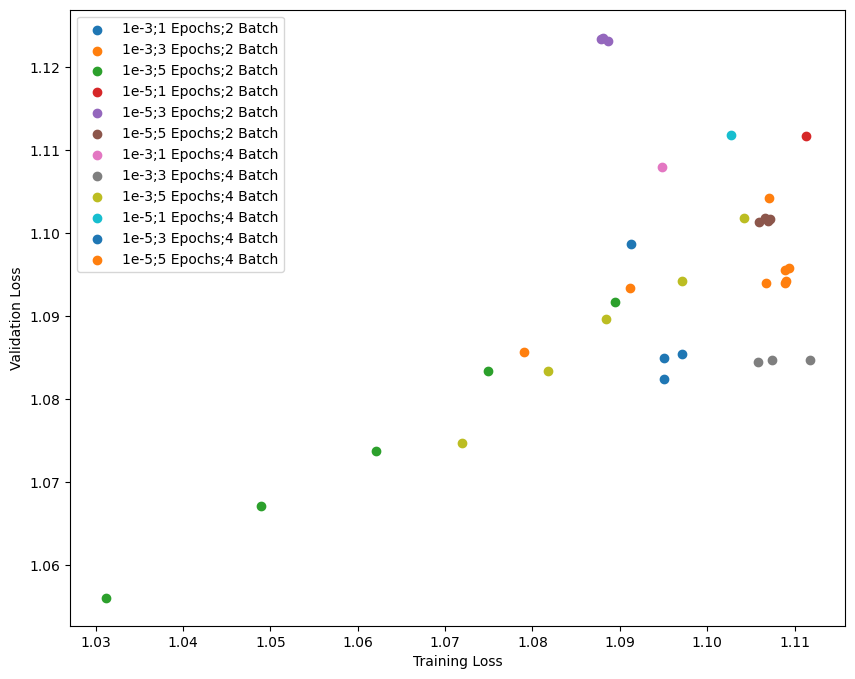 1e-3;1 Epochs;2 Batch
1e-3;3 Epochs;2 Batch
1e-3;5 Epochs;2 Batch
1e-5;1 Epochs;2 Batch
1e-5;3 Epochs;2 Batch
1e-5;5 Epochs;2 Batch
1e-3;1 Epochs;4 Batch
1e-3;3 Epochs;4 Batch
1e-3;5 Epochs;4 Batch
1e-5;1 Epochs;4 Batch
1e-5;3 Epochs;4 Batch
1e-5;5 Epochs;4 Batch
Validation Loss
1.12
1.11
1.10
1.09
1.08
1.07
1.06
1.03 1.04 1.05 1.06 1.07 1.08 1.09 1.10 1.11
Training Loss